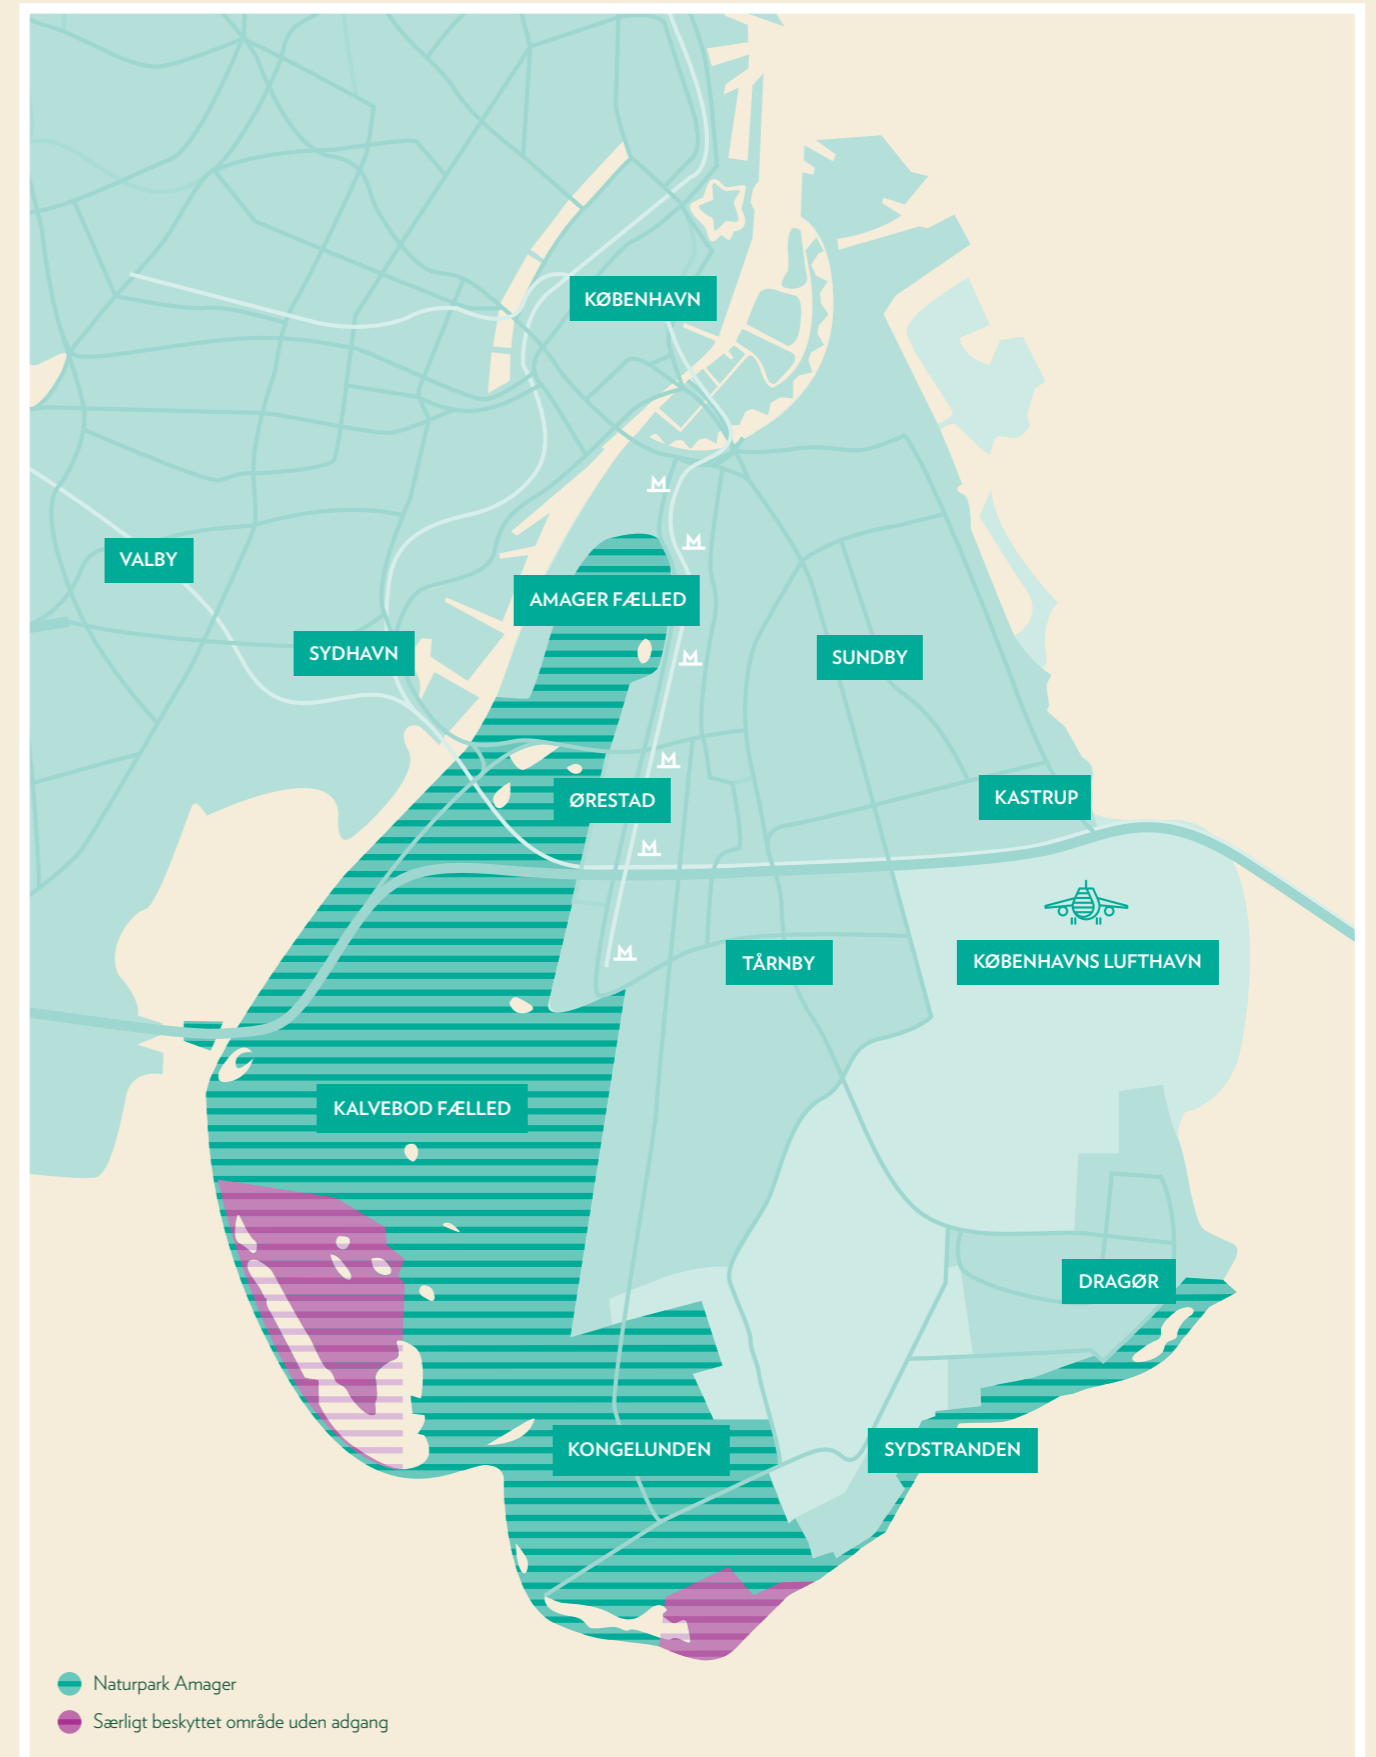 KØBENHAVN
M
M
VALBY
AMAGER FÆLLED
SYDHAVN
M
SUNDBY
M
ØRESTAD
KASTRUP
M
M
TÅRNBY
KØBENHAVNS LUFTHAVN
KALVEBOD FÆLLED
DRAGØR
KONGELUNDEN
SYDSTRANDEN
Naturpark Amager
Særligt beskyttet område uden adgang